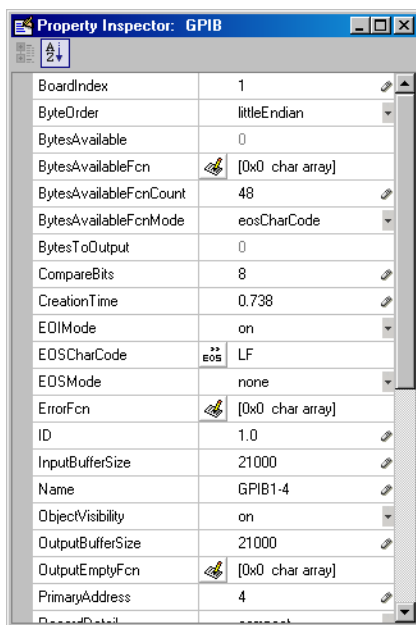 Property Inspector: GPIB
A
Z
BoardIndex 1
ByteOrder littleEndian
BytesAvailable 0
BytesAvailableFcn [0x0 char array]
BytesAvailableFcnCount 48
BytesAvailableFcnMode eosCharCode
BytesToOutput 0
CompareBits 8
CreationTime 0.738
EOIMode on
EOSCharCode EOS LF
EOSMode none
ErrorFcn [0x0 char array]
ID 1.0
InputBufferSize 21000
Name GPIB1-4
ObjectVisibility on
OutputBufferSize 21000
OutputEmptyFcn [0x0 char array]
PrimaryAddress 4
RecordDetail compact